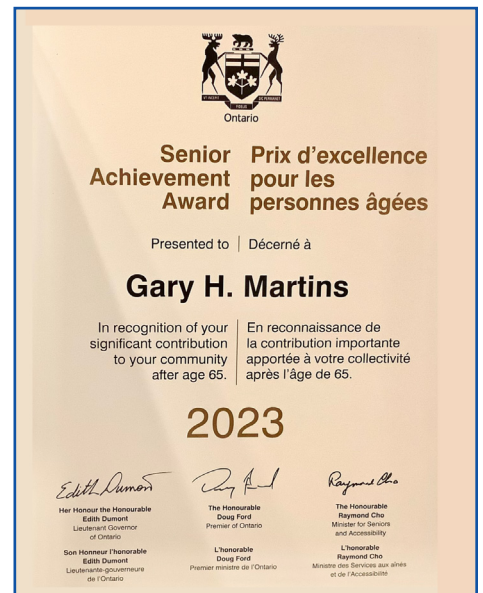 Ontario
Senior Achievement Award
Prix d'excellence pour les personnes âgées
Presented to
Décerné à
Gary H. Martins
In recognition of your
significant contribution
to your community
after age 65.
En reconnaissance de
la contribution importante
apportée à votre collectivité
après l'âge de 65.
2023
Edith Dumont
Raymond Cho
Her Honour the Honourable
Edith Dumont
Lieutenant Governor
of Ontario
Son Honneur l'honorable
Edith Dumont
Lieutenante-gouverneure
de l'Ontario
The Honourable
Doug Ford
Premier of Ontario
L'honorable
Doug Ford
Premier ministre de l'Ontario
The Honourable
Raymond Cho
Minister for Seniors
and Accessibility
L'honorable
Raymond Cho
Ministre des Services aux aînés
et de l'Accessibilité